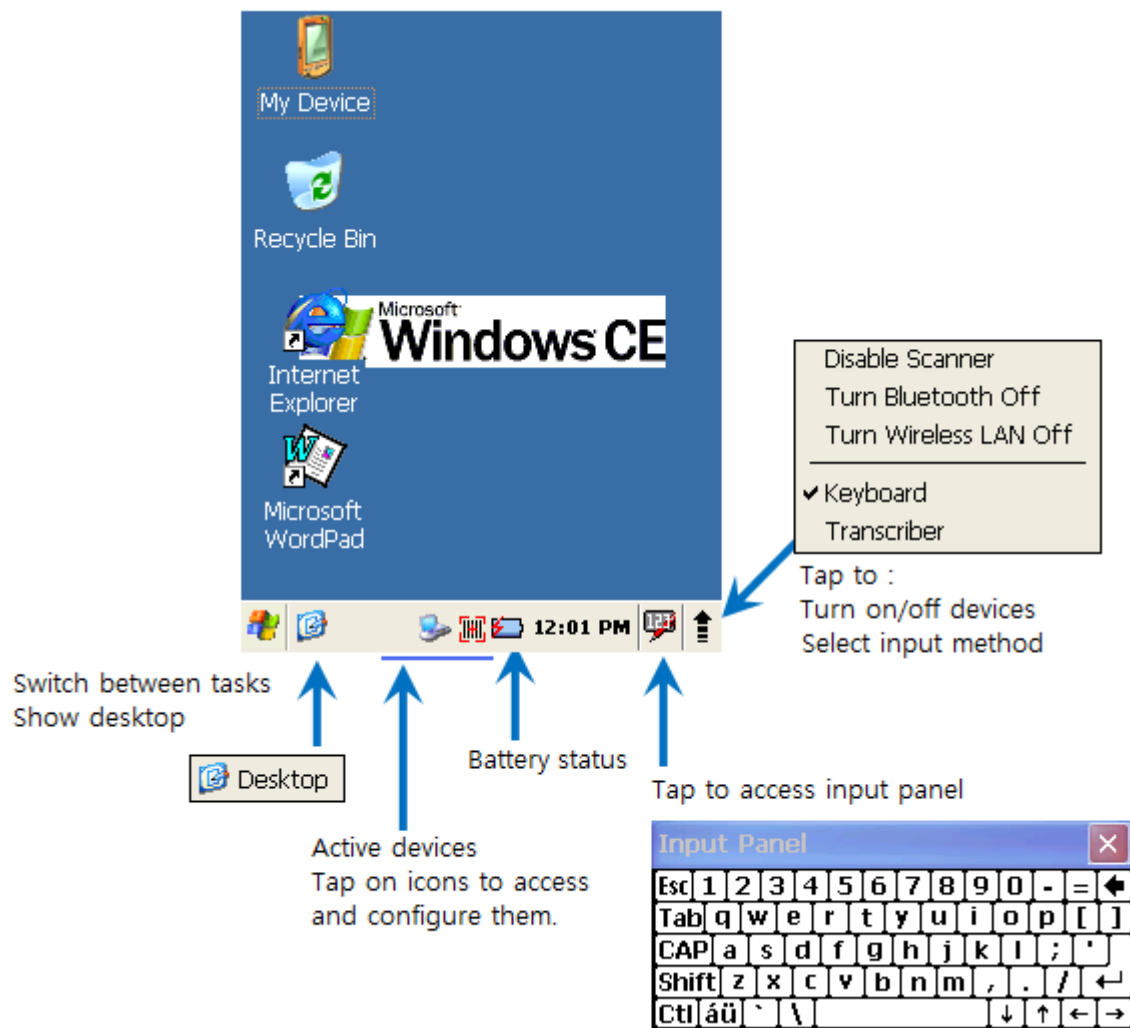 My Device
Recycle Bin
Microsoft
Windows CE
Internet
Explorer
Microsoft
WordPad
12:01 PM
123
Disable Scanner
Turn Bluetooth Off
Turn Wireless LAN Off
Keyboard
Transcriber
Tap to :
Turn on/off devices
Select input method
Switch between tasks
Show desktop
Desktop
Battery status
Active devices
Tap on icons to access
and configure them.
Tap to access input panel
Input Panel
Esc 1 2 3 4 5 6 7 8 9 0 - = 🡄
Tab q w e r t y u i o p [ ]
CAP a s d f g h j k l ; '
Shift z x c v b n m , . / ↵
Ctl áü ` \ ↓ ↑ ← →